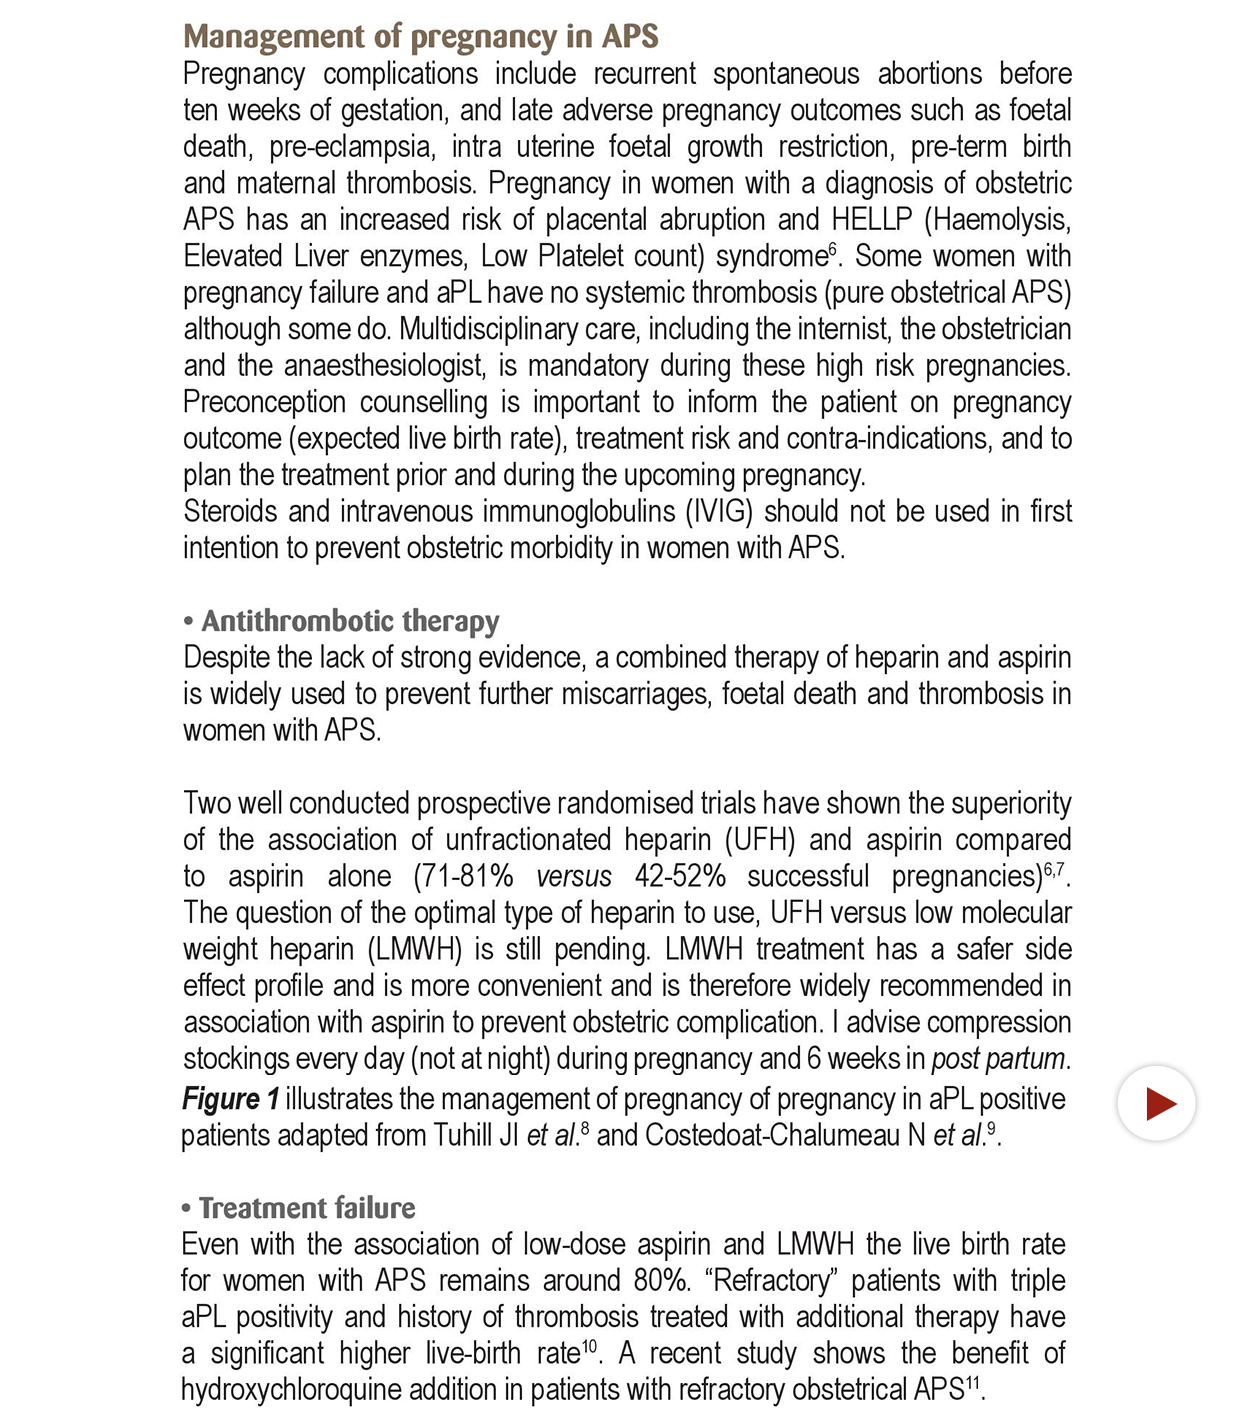 Management of pregnancy in APS
Pregnancy complications include recurrent spontaneous abortions before
ten weeks of gestation, and late adverse pregnancy outcomes such as foetal
death, pre-eclampsia, intra uterine foetal growth restriction, pre-term birth
and maternal thrombosis. Pregnancy in women with a diagnosis of obstetric
APS has an increased risk of placental abruption and HELLP (Haemolysis,
Elevated Liver enzymes, Low Platelet count) syndrome⁶. Some women with
pregnancy failure and aPL have no systemic thrombosis (pure obstetrical APS)
although some do. Multidisciplinary care, including the internist, the obstetrician
and the anaesthesiologist, is mandatory during these high risk pregnancies.
Preconception counselling is important to inform the patient on pregnancy
outcome (expected live birth rate), treatment risk and contra-indications, and to
plan the treatment prior and during the upcoming pregnancy.
Steroids and intravenous immunoglobulins (IVIG) should not be used in first
intention to prevent obstetric morbidity in women with APS.
• Antithrombotic therapy
Despite the lack of strong evidence, a combined therapy of heparin and aspirin
is widely used to prevent further miscarriages, foetal death and thrombosis in
women with APS.
Two well conducted prospective randomised trials have shown the superiority
of the association of unfractionated heparin (UFH) and aspirin compared
to aspirin alone (71-81% versus 42-52% successful pregnancies)⁶,⁷.
The question of the optimal type of heparin to use, UFH versus low molecular
weight heparin (LMWH) is still pending. LMWH treatment has a safer side
effect profile and is more convenient and is therefore widely recommended in
association with aspirin to prevent obstetric complication. I advise compression
stockings every day (not at night) during pregnancy and 6 weeks in post partum.
Figure 1 illustrates the management of pregnancy of pregnancy in aPL positive
patients adapted from Tuhill JI et al.⁸ and Costedoat-Chalumeau N et al.⁹.
• Treatment failure
Even with the association of low-dose aspirin and LMWH the live birth rate
for women with APS remains around 80%. “Refractory” patients with triple
aPL positivity and history of thrombosis treated with additional therapy have
a significant higher live-birth rate¹⁰. A recent study shows the benefit of
hydroxychloroquine addition in patients with refractory obstetrical APS¹¹.